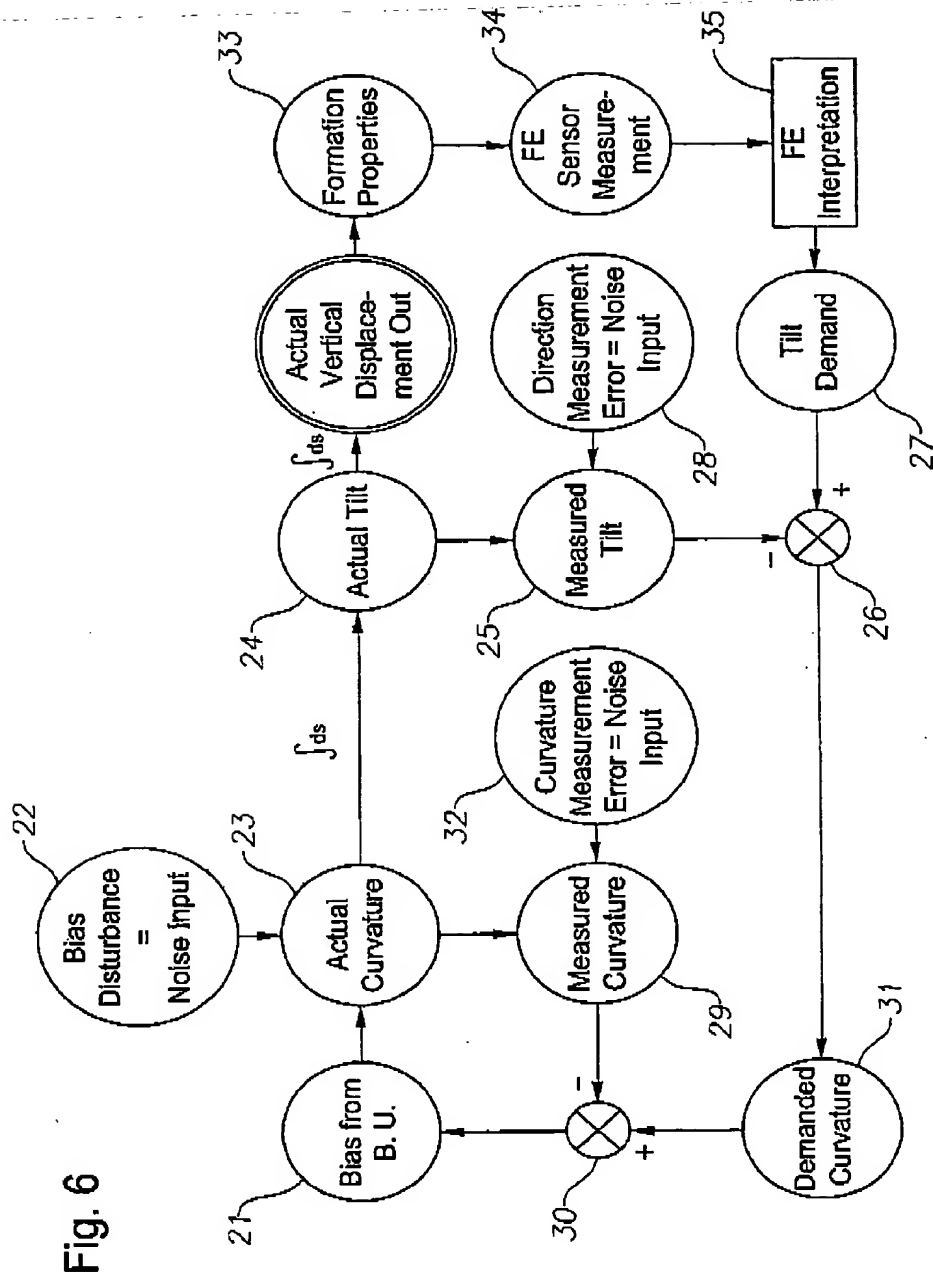 Fig. 6
22
Bias
Disturbance
=
Noise Input
21
Bias from
B. U.
23
Actual
Curvature
∫ds
24
Actual Tilt
∫ds
Actual
Vertical
Displace-
ment Out
33
Formation
Properties
34
FE
Sensor
Measure-
ment
35
FE
Interpretation
29
Measured
Curvature
32
Curvature
Measurement
Error = Noise
Input
25
Measured
Tilt
28
Direction
Measurement
Error = Noise
Input
30
-
+
31
Demanded
Curvature
26
-
+
27
Tilt
Demand